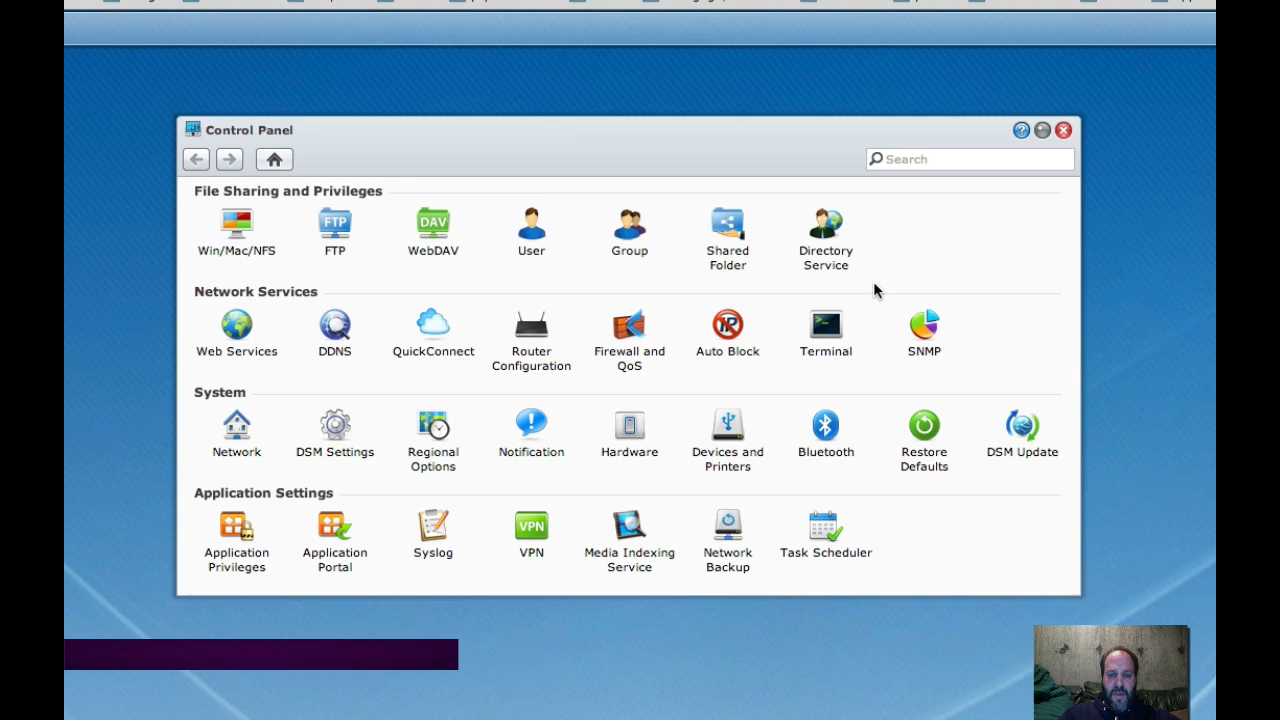 Control Panel
Search
File Sharing and Privileges
FTP DAV
Win/Mac/NFS FTP WebDAV User Group Shared Folder Directory Service
Network Services
Web Services DDNS QuickConnect Router Configuration Firewall and QoS Auto Block Terminal SNMP
System
Network DSM Settings Regional Options Notification Hardware Devices and Printers Bluetooth Restore Defaults DSM Update
Application Settings
VPN
Application Privileges Application Portal Syslog VPN Media Indexing Service Network Backup Task Scheduler